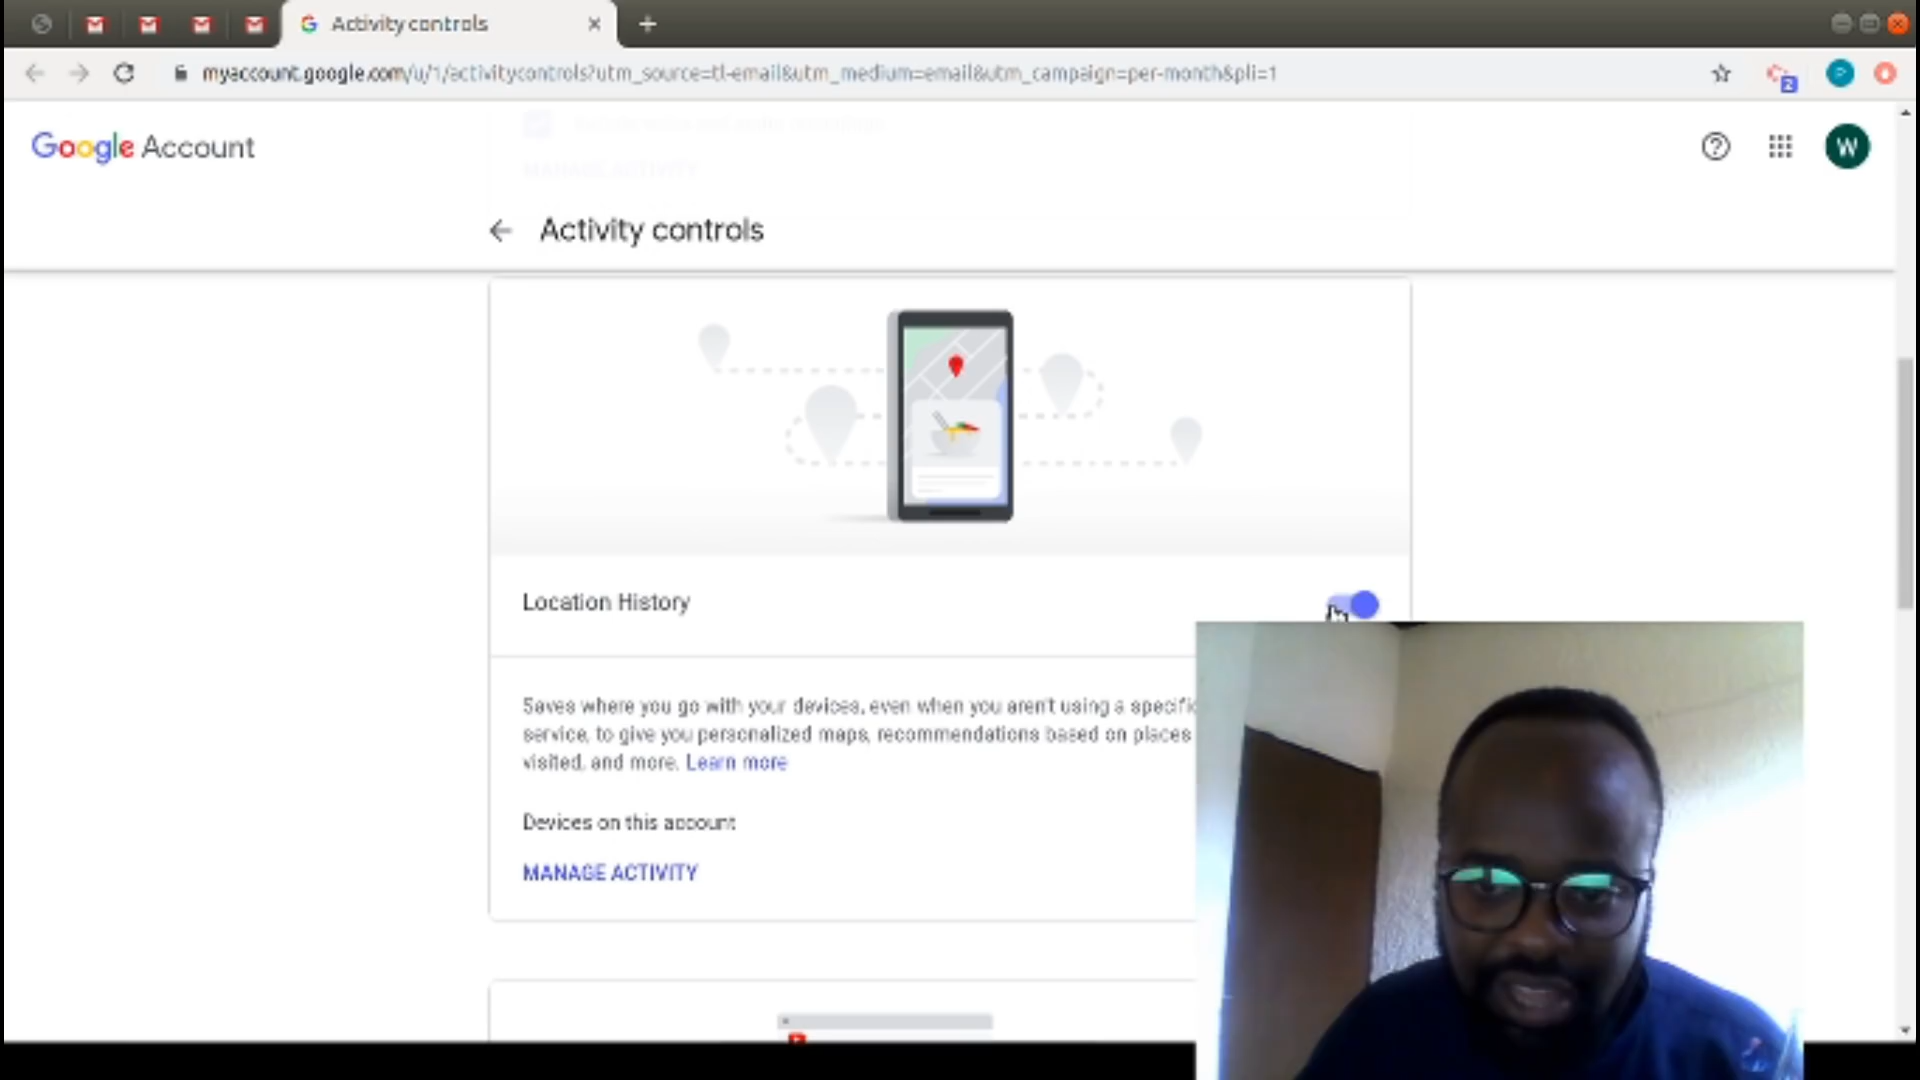 Activity controls
myaccount.google.com/u/1/activitycontrols?utm_source=tl-email&utm_medium=email&utm_campaign=per-month&pli=1
2
P
Google Account
MANAGE ACTIVITY
W
Activity controls
Location History
Saves where you go with your devices, even when you aren't using a specific
service, to give you personalized maps, recommendations based on places
visited, and more. Learn more
Devices on this account
MANAGE ACTIVITY